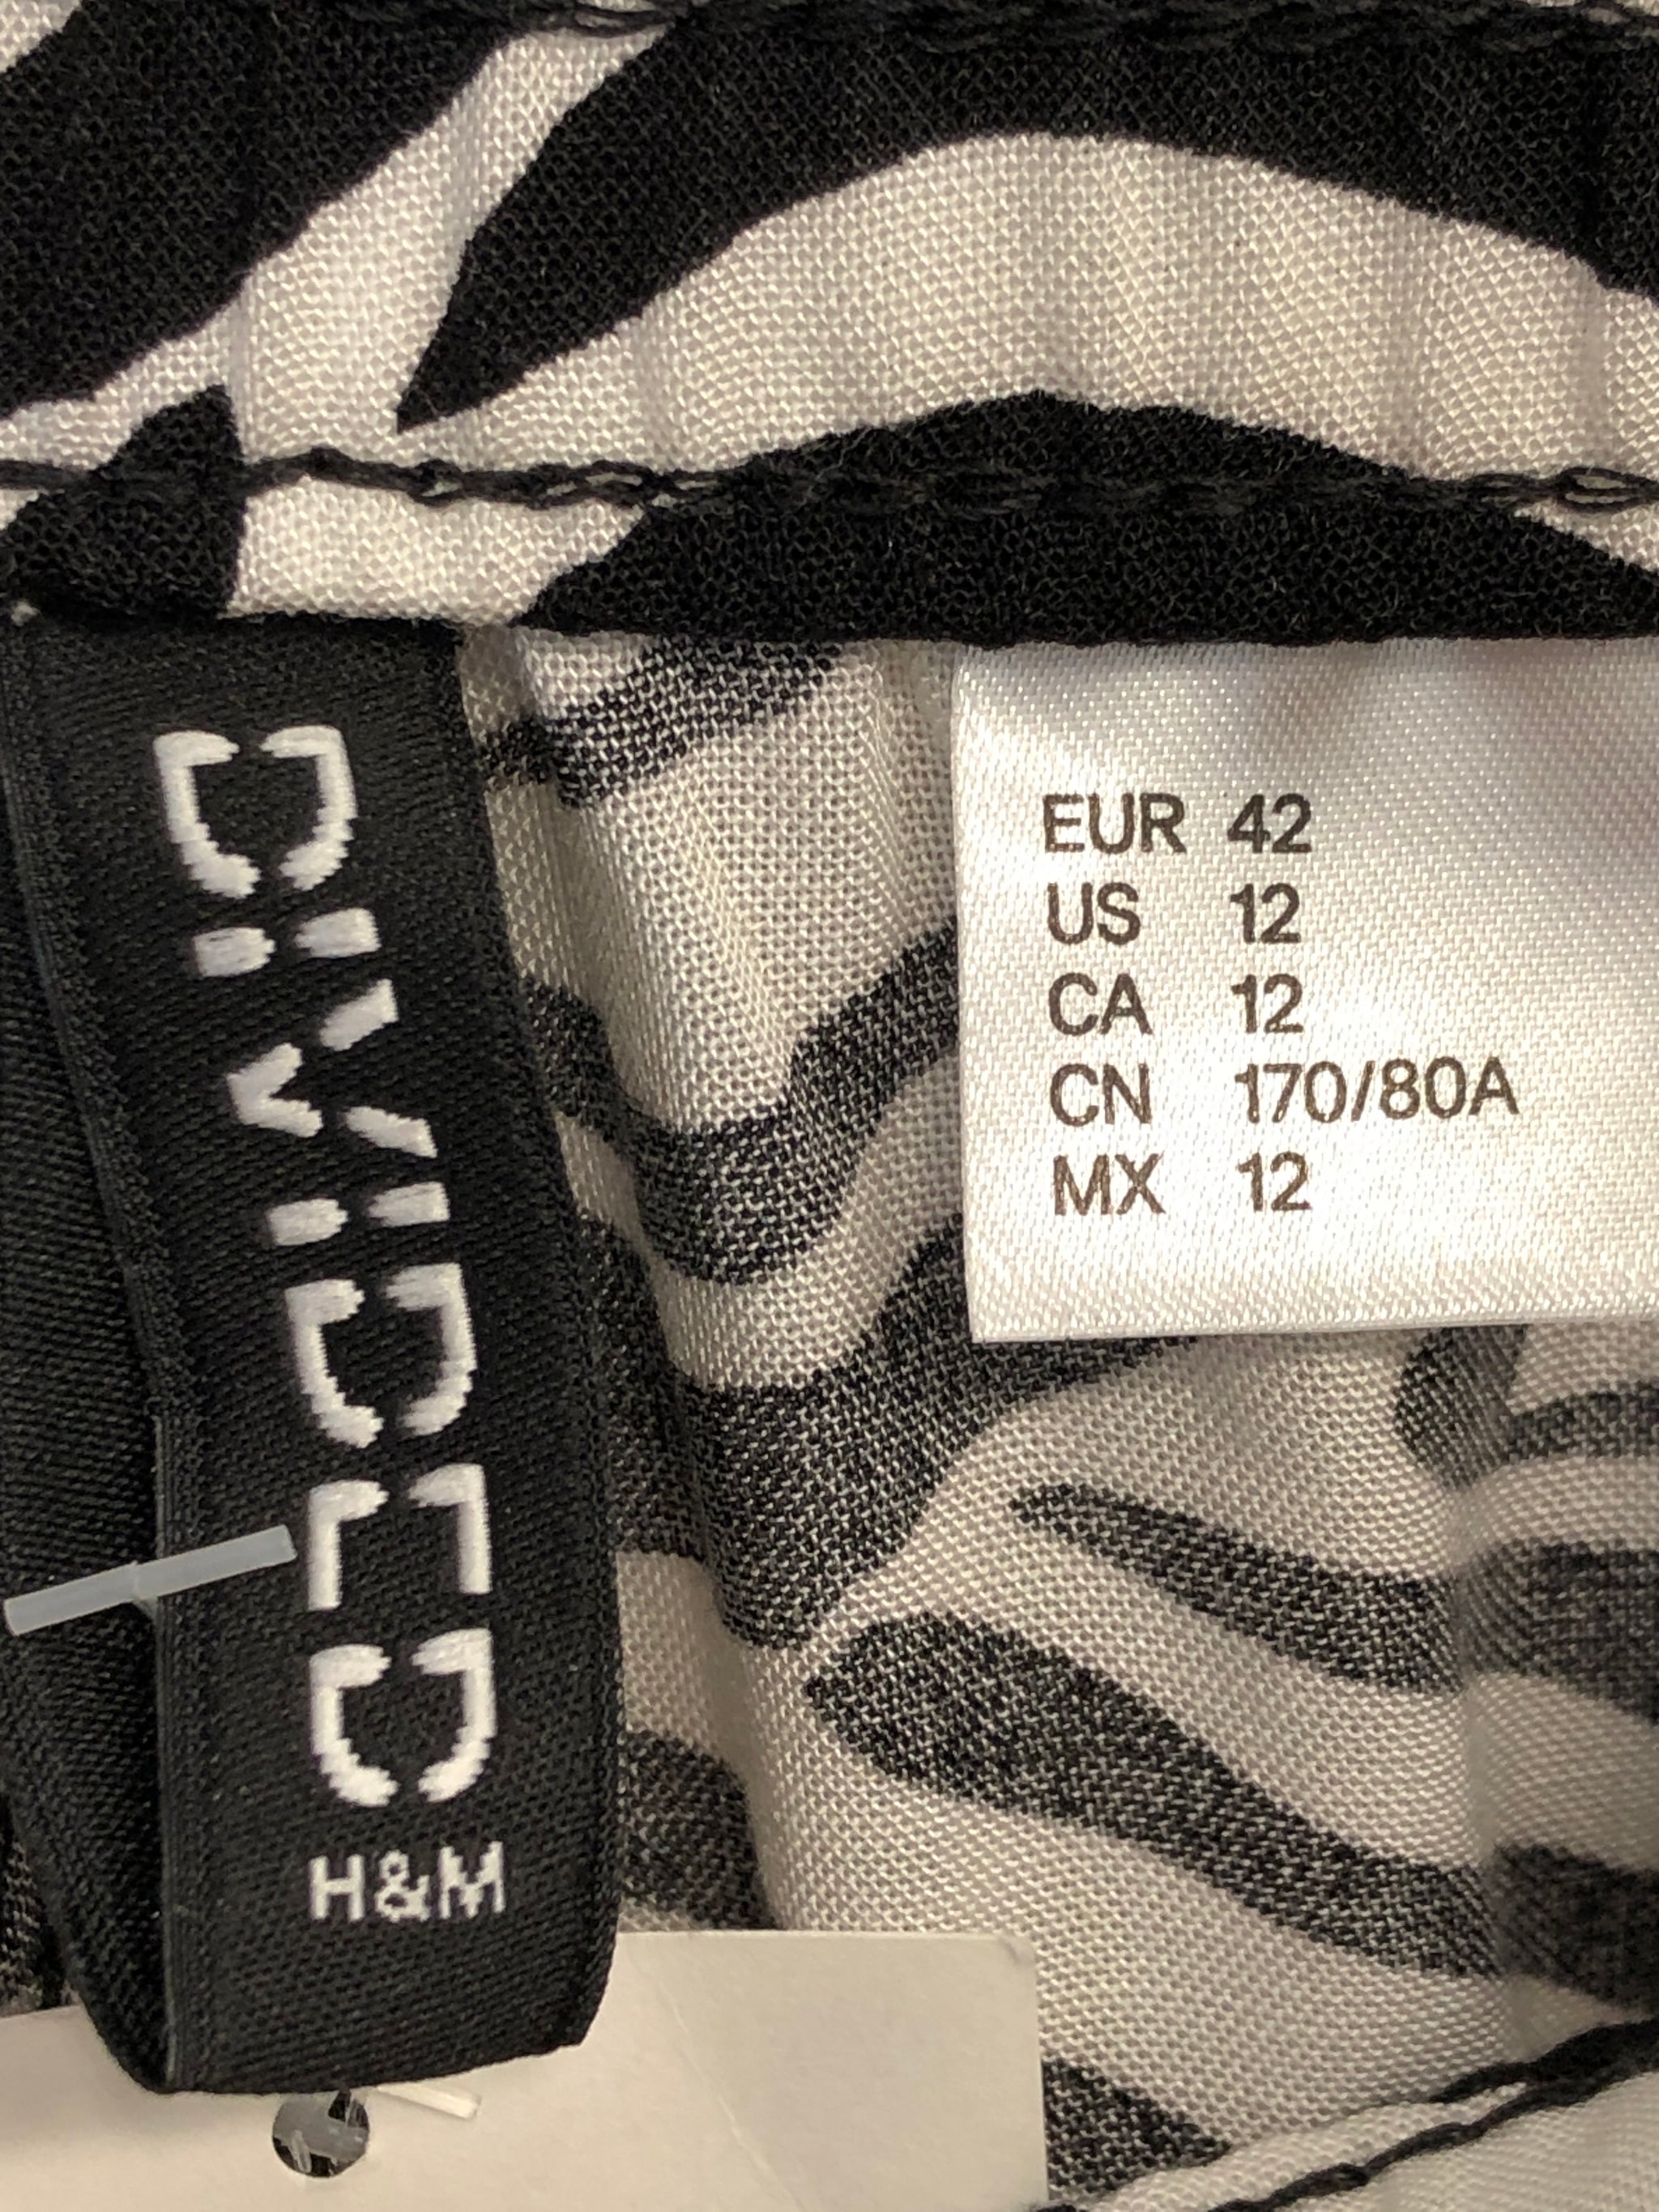 DIVIDED
H&M
EUR 42
US 12
CA 12
CN 170/80A
MX 12